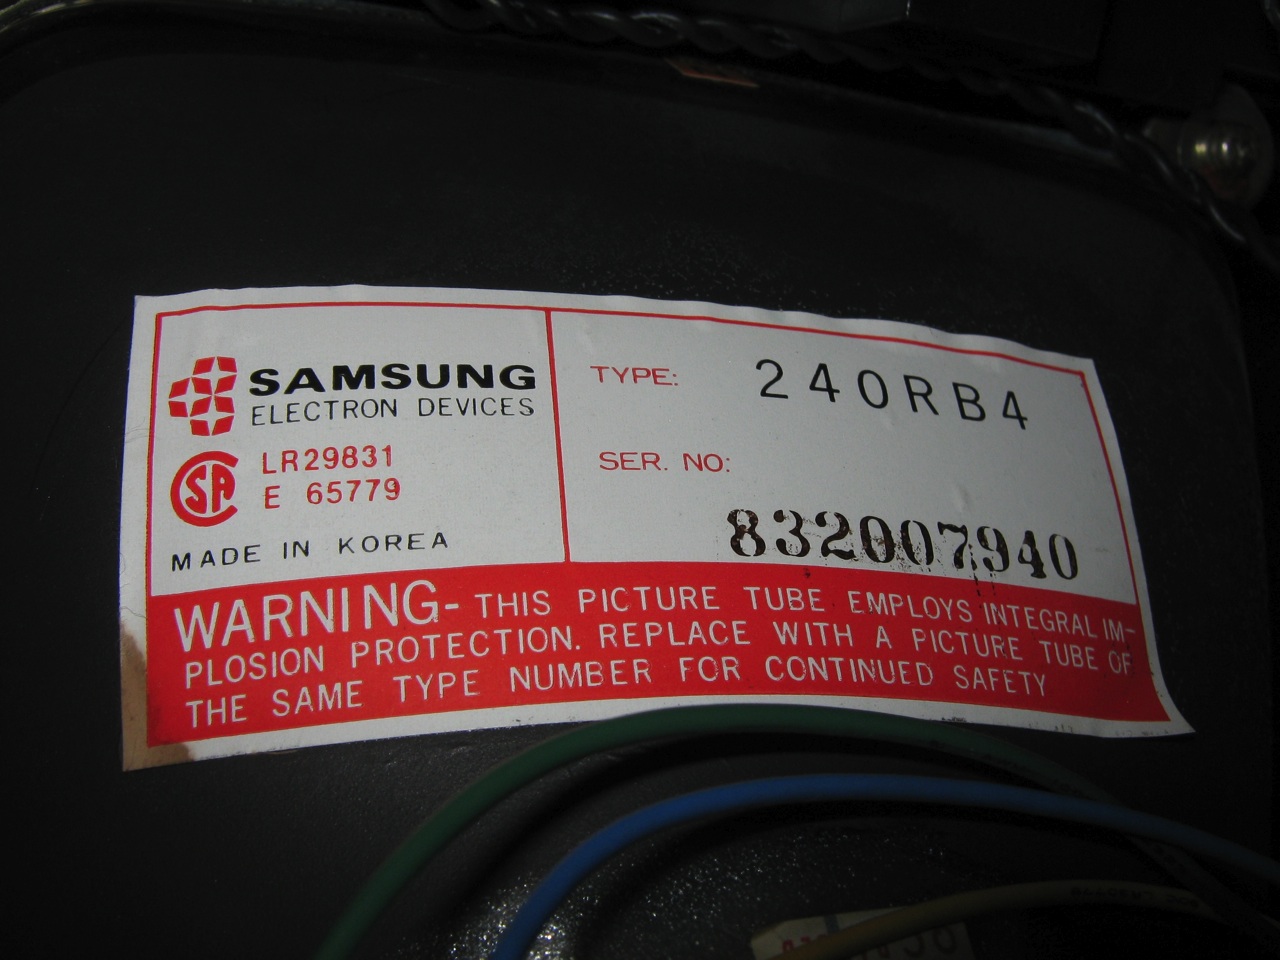 SAMSUNG
ELECTRON DEVICES
CSA
LR29831
E 65779
MADE IN KOREA
TYPE: 240RB4
SER. NO:
832007940
WARNING- THIS PICTURE TUBE EMPLOYS INTEGRAL IM-
PLOSION PROTECTION. REPLACE WITH A PICTURE TUBE OF
THE SAME TYPE NUMBER FOR CONTINUED SAFETY